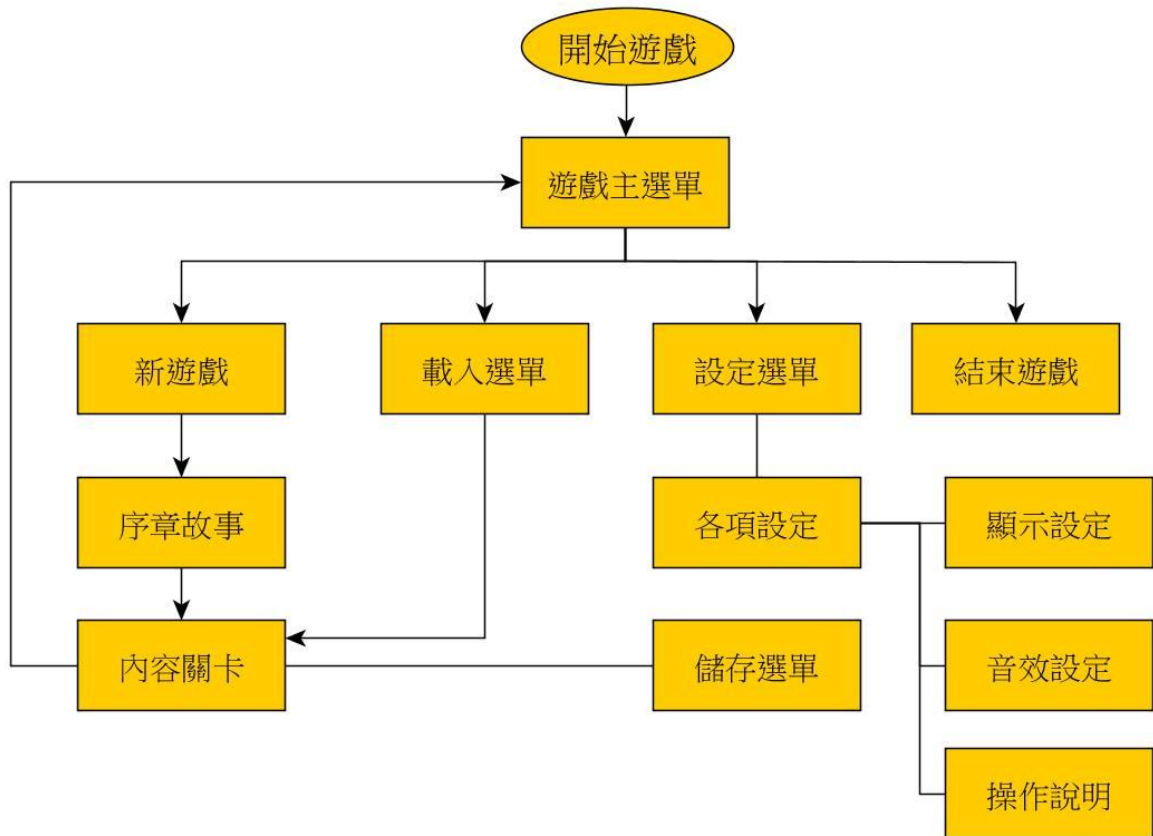 開始遊戲
遊戲主選單
新遊戲
載入選單
設定選單
結束遊戲
序章故事
各項設定
顯示設定
內容關卡
儲存選單
音效設定
操作說明